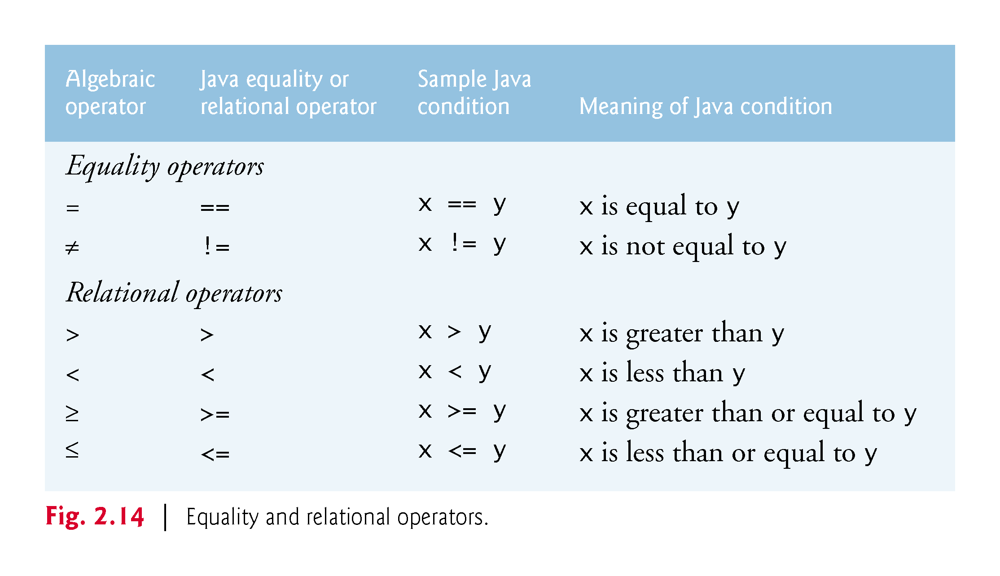 Algebraic operator Java equality or relational operator Sample Java condition Meaning of Java condition
Equality operators
= == x == y x is equal to y
≠ != x != y x is not equal to y
Relational operators
> > x > y x is greater than y
< < x < y x is less than y
≥ >= x >= y x is greater than or equal to y
≤ <= x <= y x is less than or equal to y
Fig. 2.14 | Equality and relational operators.